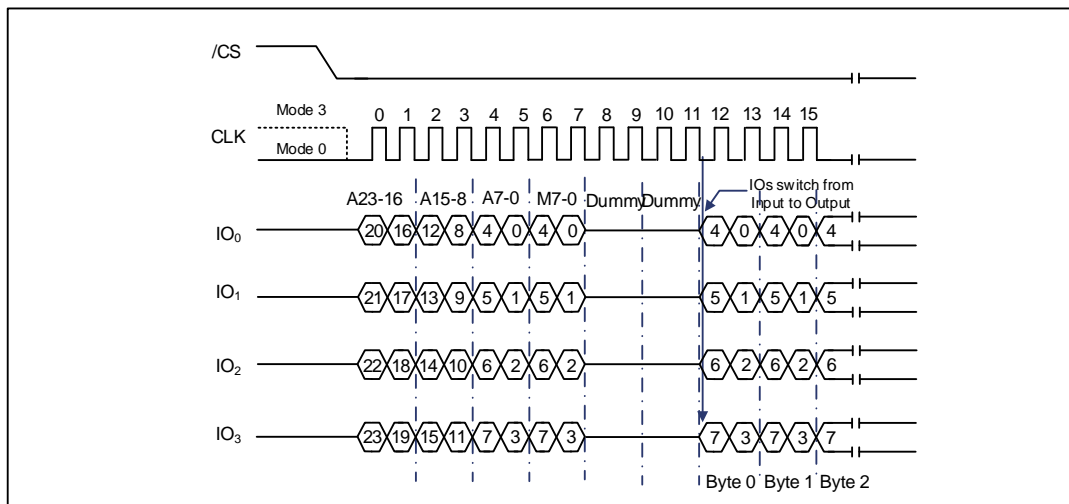 /CS
Mode 3
0 1 2 3 4 5 6 7 8 9 10 11 12 13 14 15
CLK
Mode 0
IOs switch from
Input to Output
A23-16 A15-8 A7-0 M7-0 Dummy Dummy
IO0 20 16 12 8 4 0 4 0 4 0 4 0 4
IO1 21 17 13 9 5 1 5 1 5 1 5 1 5
IO2 22 18 14 10 6 2 6 2 6 2 6 2 6
IO3 23 19 15 11 7 3 7 3 7 3 7 3 7
Byte 0 Byte 1 Byte 2